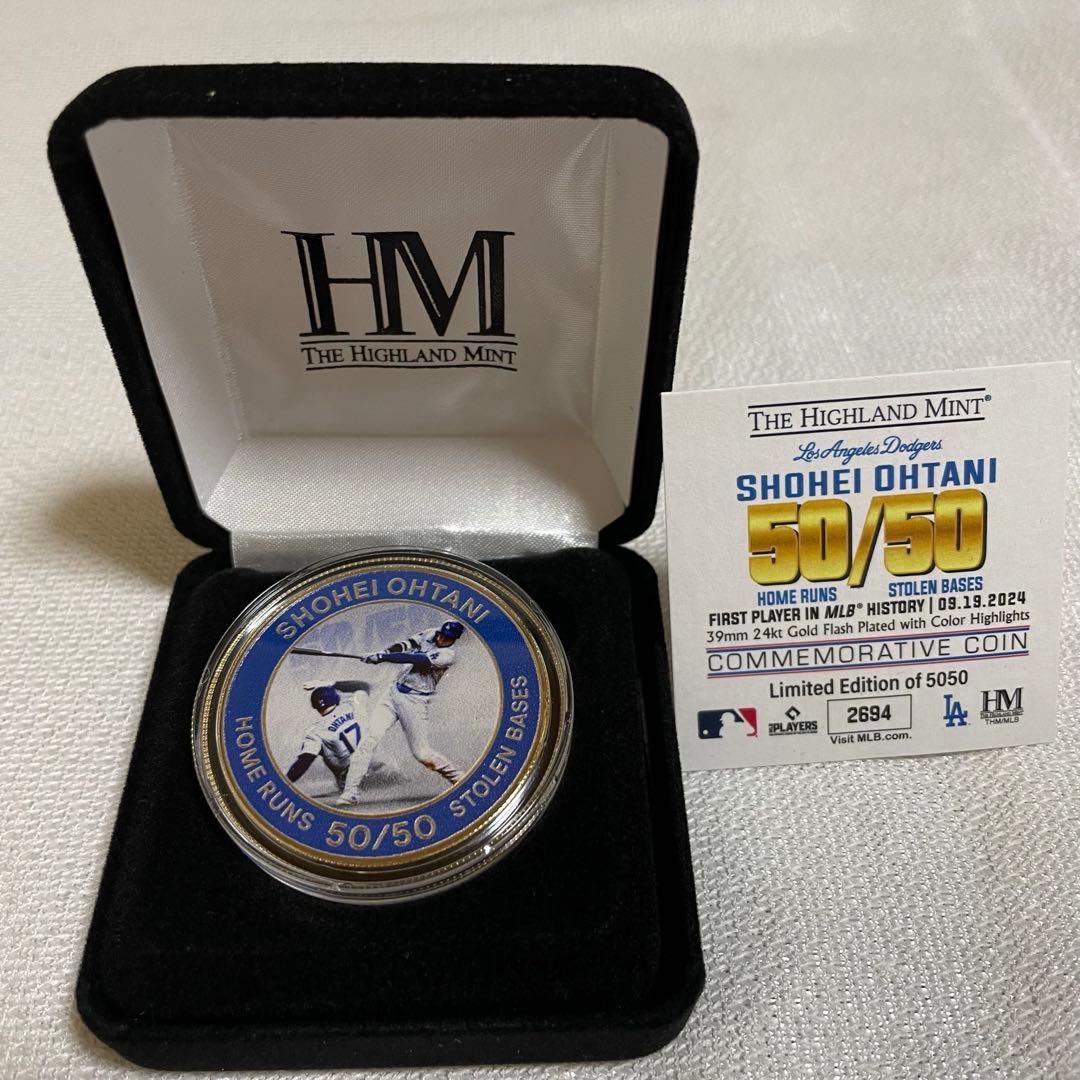 HM
THE HIGHLAND MINT
SHOHEI OHTANI
OHTANI
17
HOME RUNS
50/50
STOLEN BASES
THE HIGHLAND MINT®
Los Angeles Dodgers
SHOHEI OHTANI
50/50
HOME RUNS STOLEN BASES
FIRST PLAYER IN MLB® HISTORY | 09.19.2024
39mm 24kt Gold Flash Plated with Color Highlights
COMMEMORATIVE COIN
Limited Edition of 5050
2694
PLAYERS
Visit MLB.com.
LA
HM
THE HIGHLAND MINT
THM/MLB